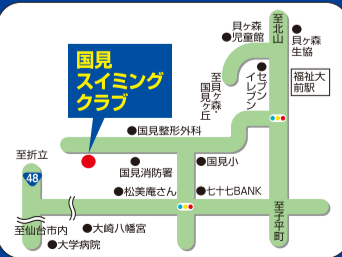 国見
スイミング
クラブ
貝ヶ森
●児童館
至北山
貝ヶ森
生協
至貝ヶ森・
国見ヶ丘
セブン
イレブン
福祉大
前駅
●国見整形外科
至折立
48
国見消防署
●国見小
●松美庵さん
●七十七BANK
至仙台市内
●大崎八幡宮
●大学病院
至子平町